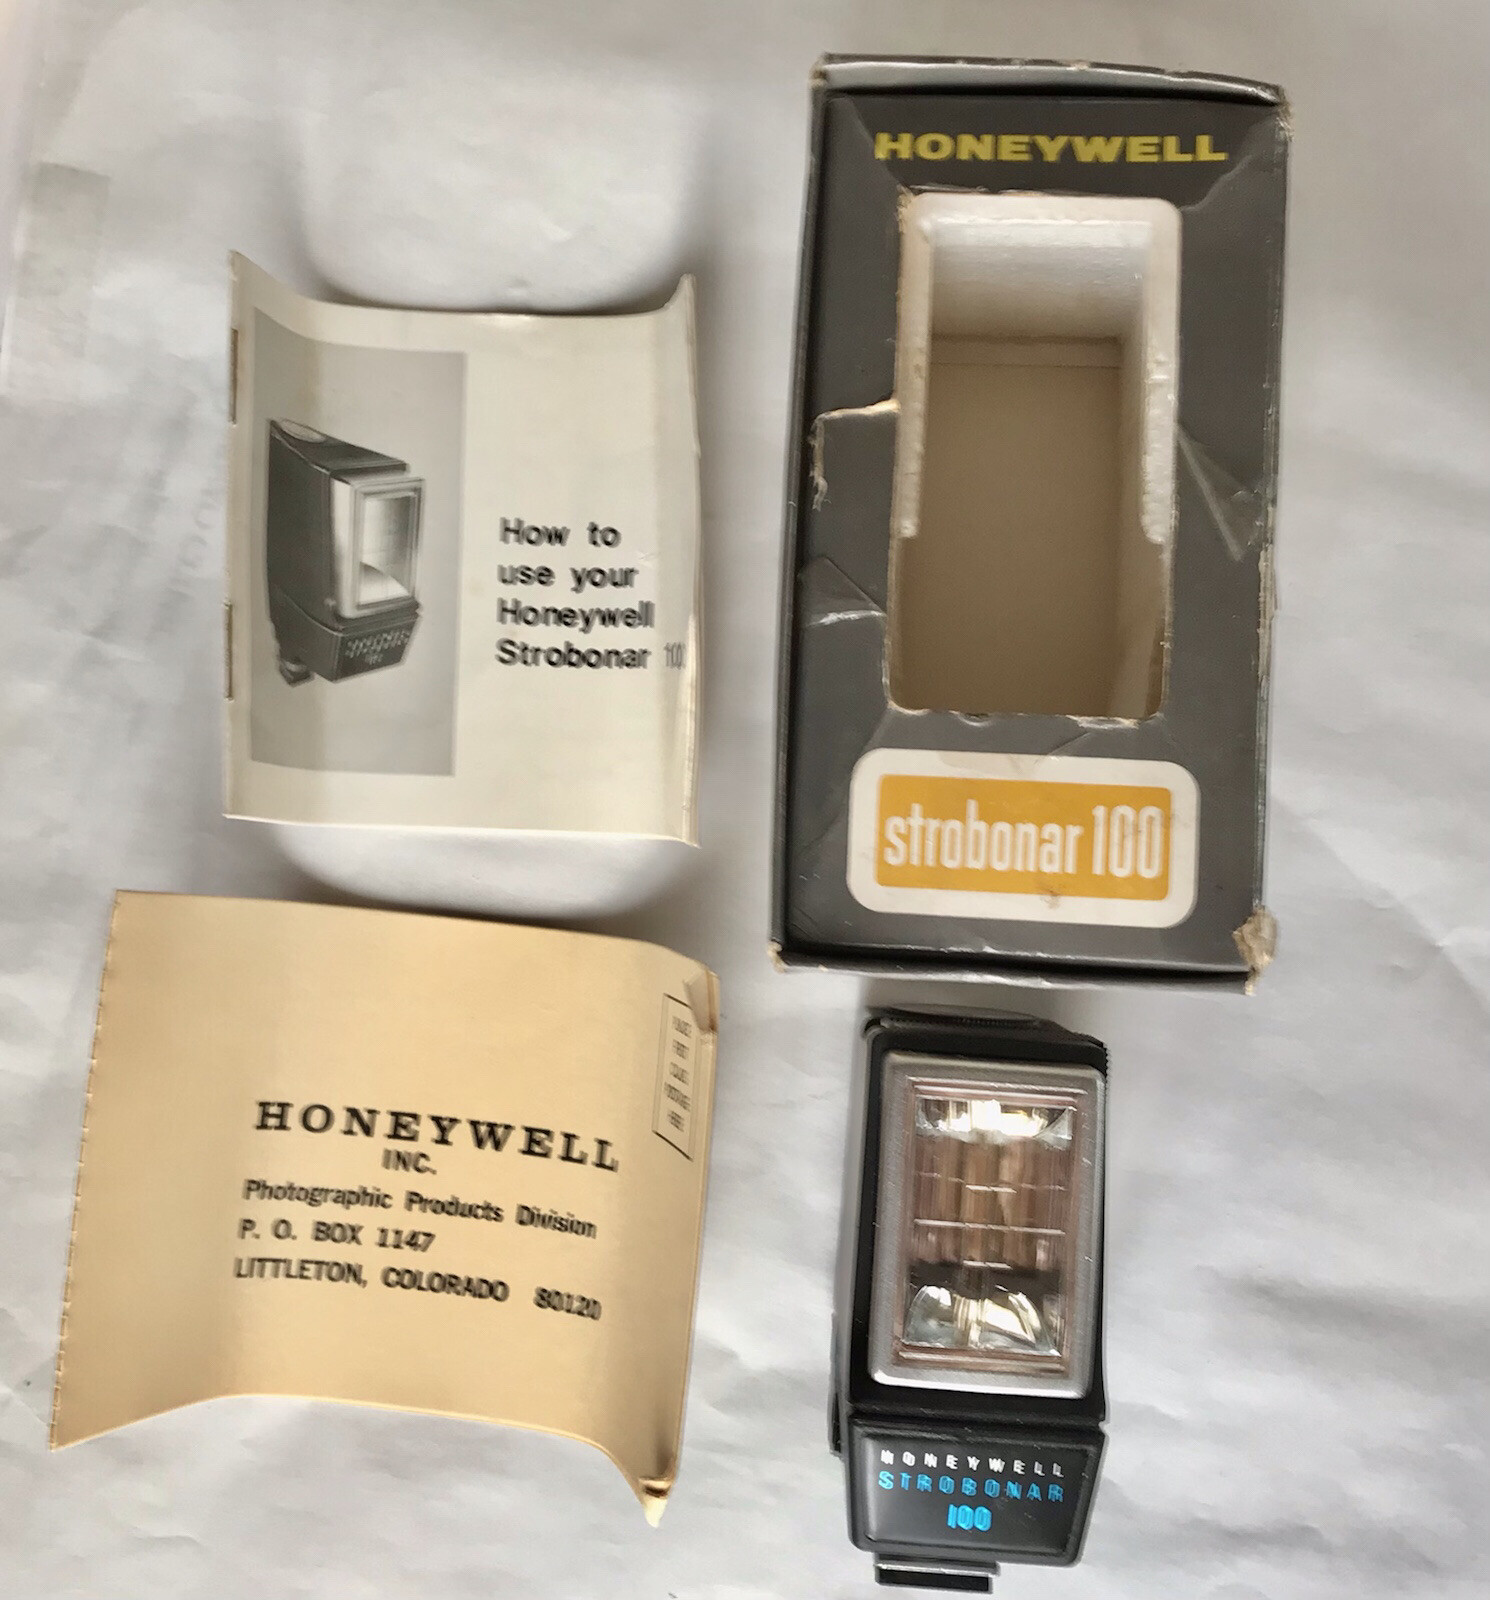 HONEYWELL
strobonar 100
How to
use your
Honeywell
Strobonar 100
HONEYWELL
INC.
Photographic Products Division
P. O. BOX 1147
LITTLETON, COLORADO 80120
HONEYWELL
STROBONAR
100